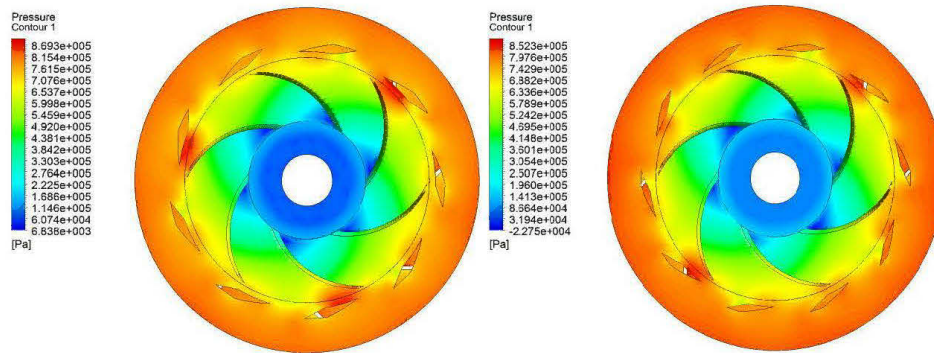 Pressure
Contour 1
8.693e+005
8.154e+005
7.615e+005
7.076e+005
6.537e+005
5.998e+005
5.459e+005
4.920e+005
4.381e+005
3.842e+005
3.303e+005
2.764e+005
2.225e+005
1.686e+005
1.146e+005
6.074e+004
6.838e+003
[Pa]
Pressure
Contour 1
8.523e+005
7.976e+005
7.429e+005
6.882e+005
6.336e+005
5.789e+005
5.242e+005
4.695e+005
4.148e+005
3.601e+005
3.054e+005
2.507e+005
1.960e+005
1.413e+005
8.664e+004
3.194e+004
-2.275e+004
[Pa]